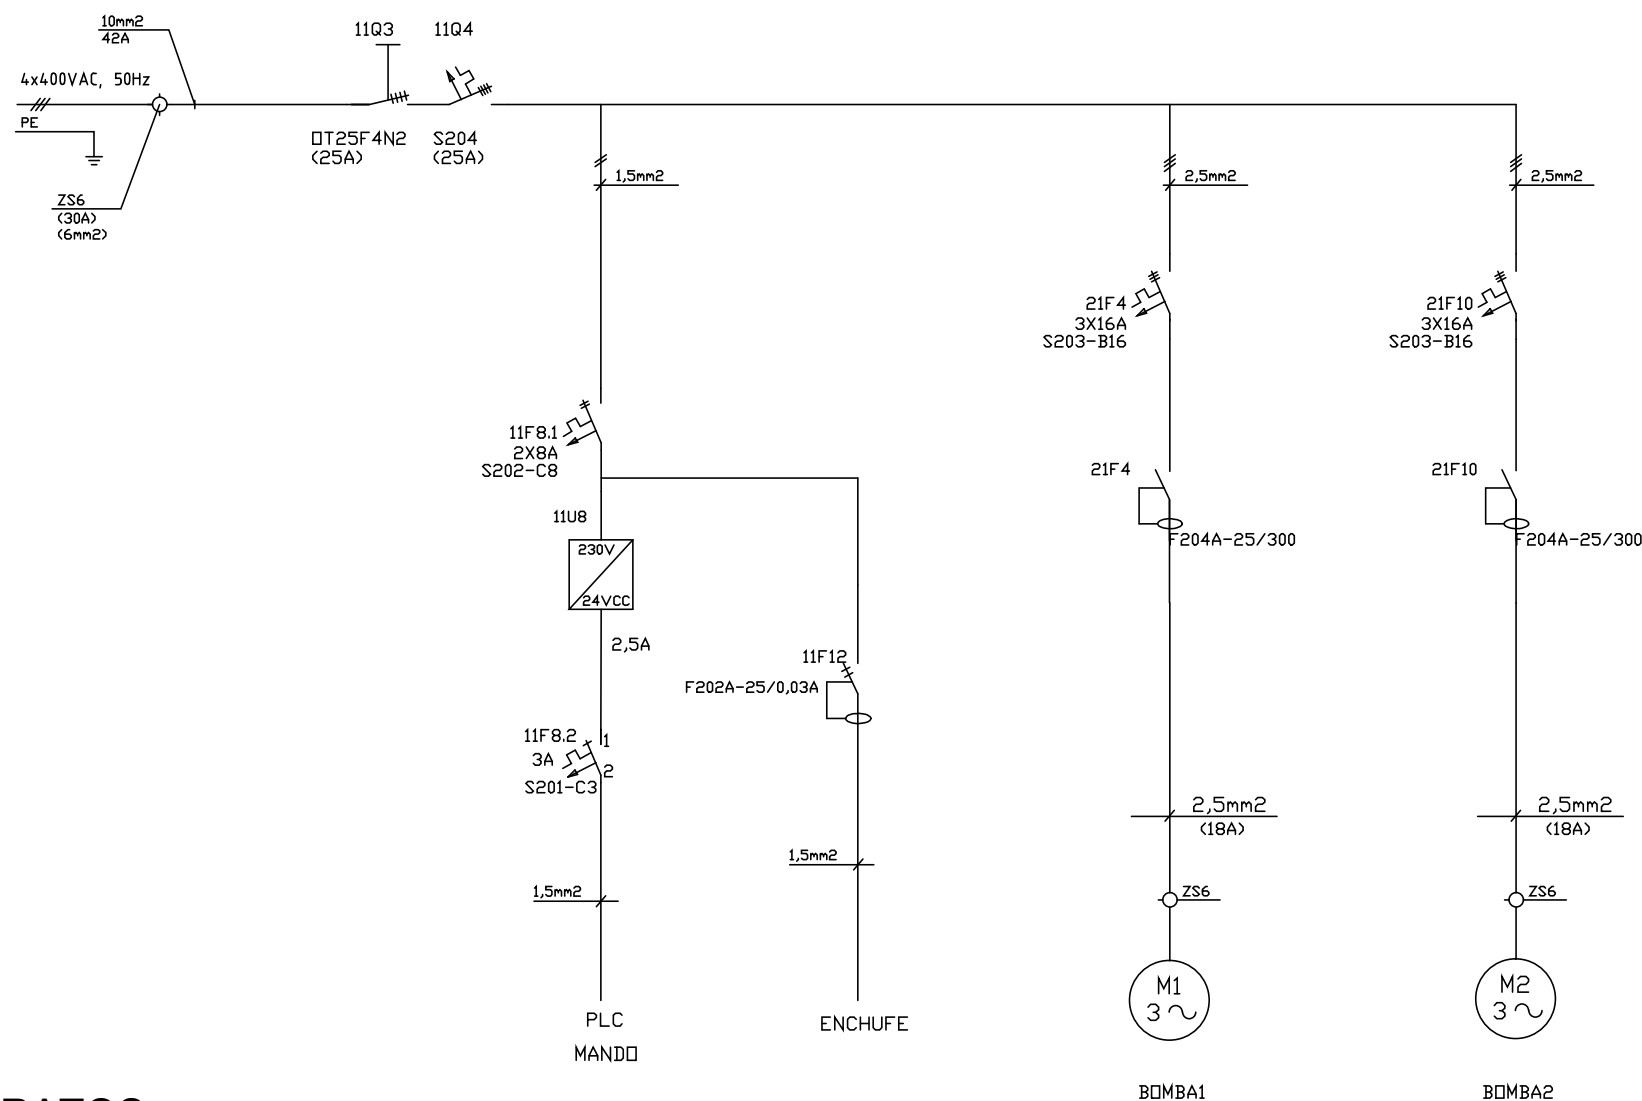 10mm2
42A
11Q3
11Q4
4x400VAC, 50Hz
PE
OT25F4N2
(25A)
S204
(25A)
ZS6
(30A)
(6mm2)
1,5mm2
2,5mm2
2,5mm2
21F4
3X16A
S203-B16
21F10
3X16A
S203-B16
11F8.1
2X8A
S202-C8
21F4
21F10
11U8
230V
24VCC
F204A-25/300
F204A-25/300
2,5A
11F12
F202A-25/0,03A
11F8.2
1
3A
2
S201-C3
2,5mm2
(18A)
2,5mm2
(18A)
1,5mm2
1,5mm2
ZS6
ZS6
M1
3
M2
3
PLC
MANDO
ENCHUFE
BOMBA1
BOMBA2